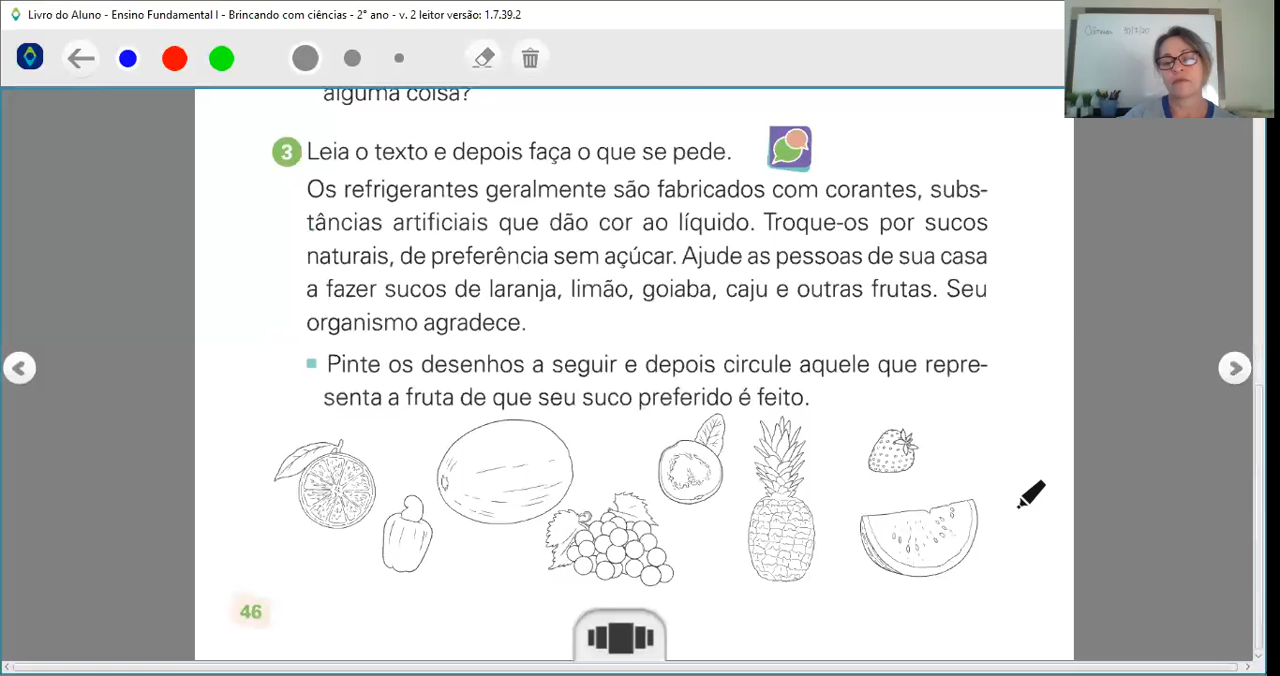 Livro do Aluno - Ensino Fundamental I - Brincando com ciências - 2° ano - v. 2 leitor versão: 1.7.39.2
30/7/20
alguma coisa?
3 Leia o texto e depois faça o que se pede.
Os refrigerantes geralmente são fabricados com corantes, subs-
tâncias artificiais que dão cor ao líquido. Troque-os por sucos
naturais, de preferência sem açúcar. Ajude as pessoas de sua casa
a fazer sucos de laranja, limão, goiaba, caju e outras frutas. Seu
organismo agradece.
Pinte os desenhos a seguir e depois circule aquele que repre-
senta a fruta de que seu suco preferido é feito.
46